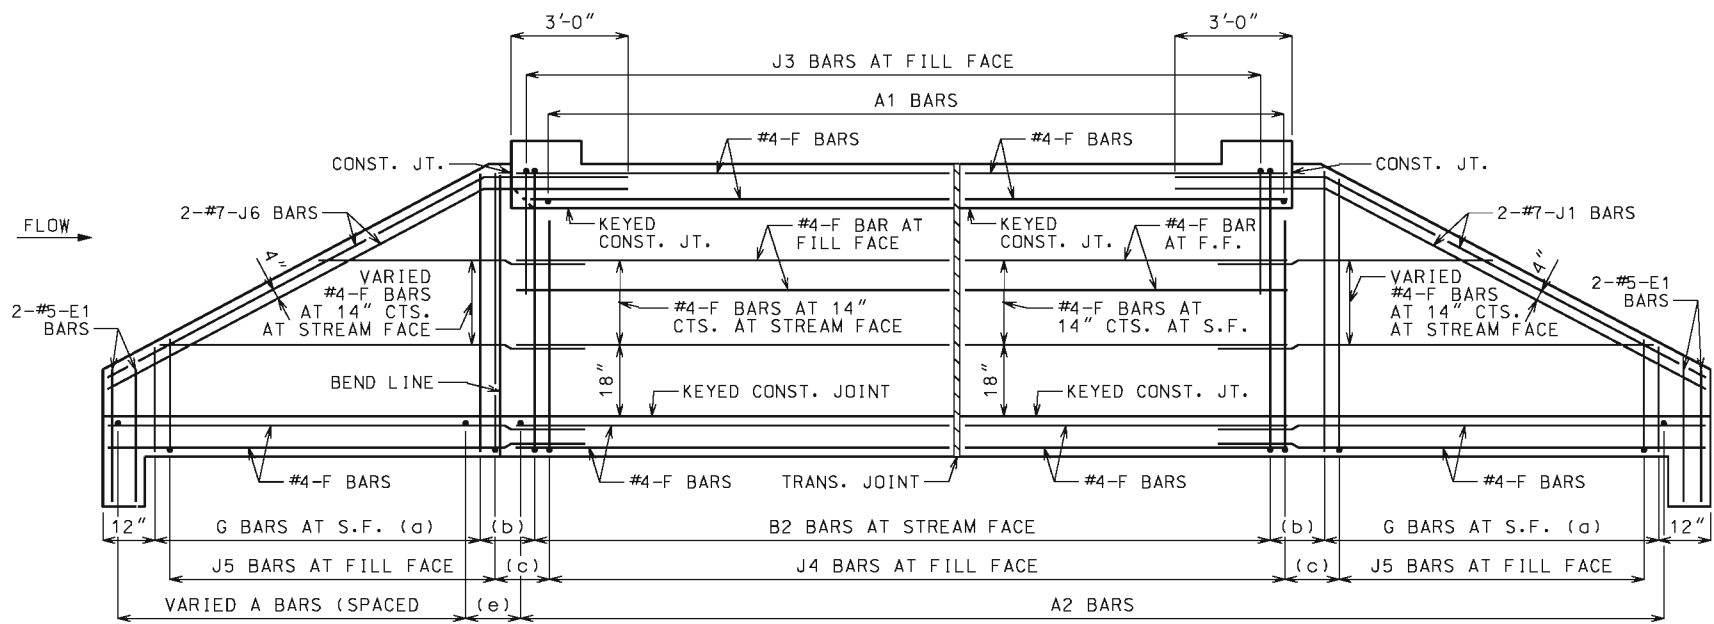 3'-0"
3'-0"
J3 BARS AT FILL FACE
A1 BARS
#4-F BARS
#4-F BARS
CONST. JT.
CONST. JT.
2-#7-J6 BARS
KEYED
CONST. JT.
#4-F BAR AT
FILL FACE
KEYED
CONST. JT.
#4-F BAR
AT F.F.
2-#7-J1 BARS
FLOW
4"
4"
VARIED
#4-F BARS
AT 14" CTS.
AT STREAM FACE
#4-F BARS AT 14"
CTS. AT STREAM FACE
#4-F BARS AT
14" CTS. AT S.F.
VARIED
#4-F BARS
AT 14" CTS.
AT STREAM FACE
2-#5-E1
BARS
2-#5-E1
BARS
BEND LINE
18"
KEYED CONST. JOINT
18"
KEYED CONST. JT.
#4-F BARS
#4-F BARS
TRANS. JOINT
#4-F BARS
#4-F BARS
12"
G BARS AT S.F. (a)
(b)
B2 BARS AT STREAM FACE
(b)
G BARS AT S.F. (a)
12"
J5 BARS AT FILL FACE
(c)
J4 BARS AT FILL FACE
(c)
J5 BARS AT FILL FACE
VARIED A BARS (SPACED
(e)
A2 BARS